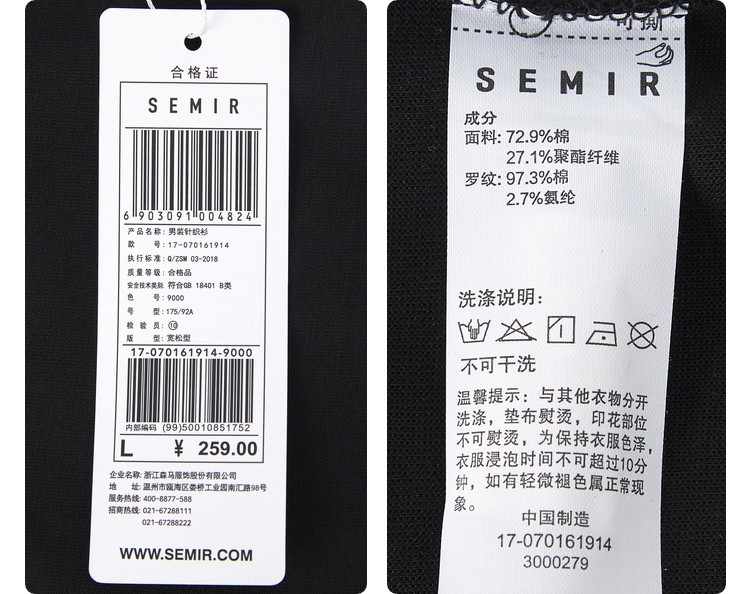 合格证
SEMIR
6 903091 004824
产品名称: 男装针织衫
款 号: 17-070161914
执行标准: Q/ZSM 03-2018
质量等级: 合格品
安全技术类别: 符合GB 18401 B类
色 号: 9000
号 型: 175/92A
检 验 员: ⑩
版 型: 宽松型
17-070161914-9000
内部编码 (99)50010851752
L ¥ 259.00
企业名称: 浙江森马服饰股份有限公司
地 址: 温州市瓯海区娄桥工业园南汇路98号
服务热线: 400-8877-588
招商热线: 021-67288111
021-67288222
WWW.SEMIR.COM
可撕
SEMIR
成分
面料: 72.9%棉
27.1%聚酯纤维
罗纹: 97.3%棉
2.7%氨纶
洗涤说明:
不可干洗
温馨提示: 与其他衣物分开
洗涤, 垫布熨烫, 印花部位
不可熨烫, 为保持衣服色泽,
衣服浸泡时间不可超过10分
钟, 如有轻微褪色属正常现
象。
中国制造
17-070161914
3000279